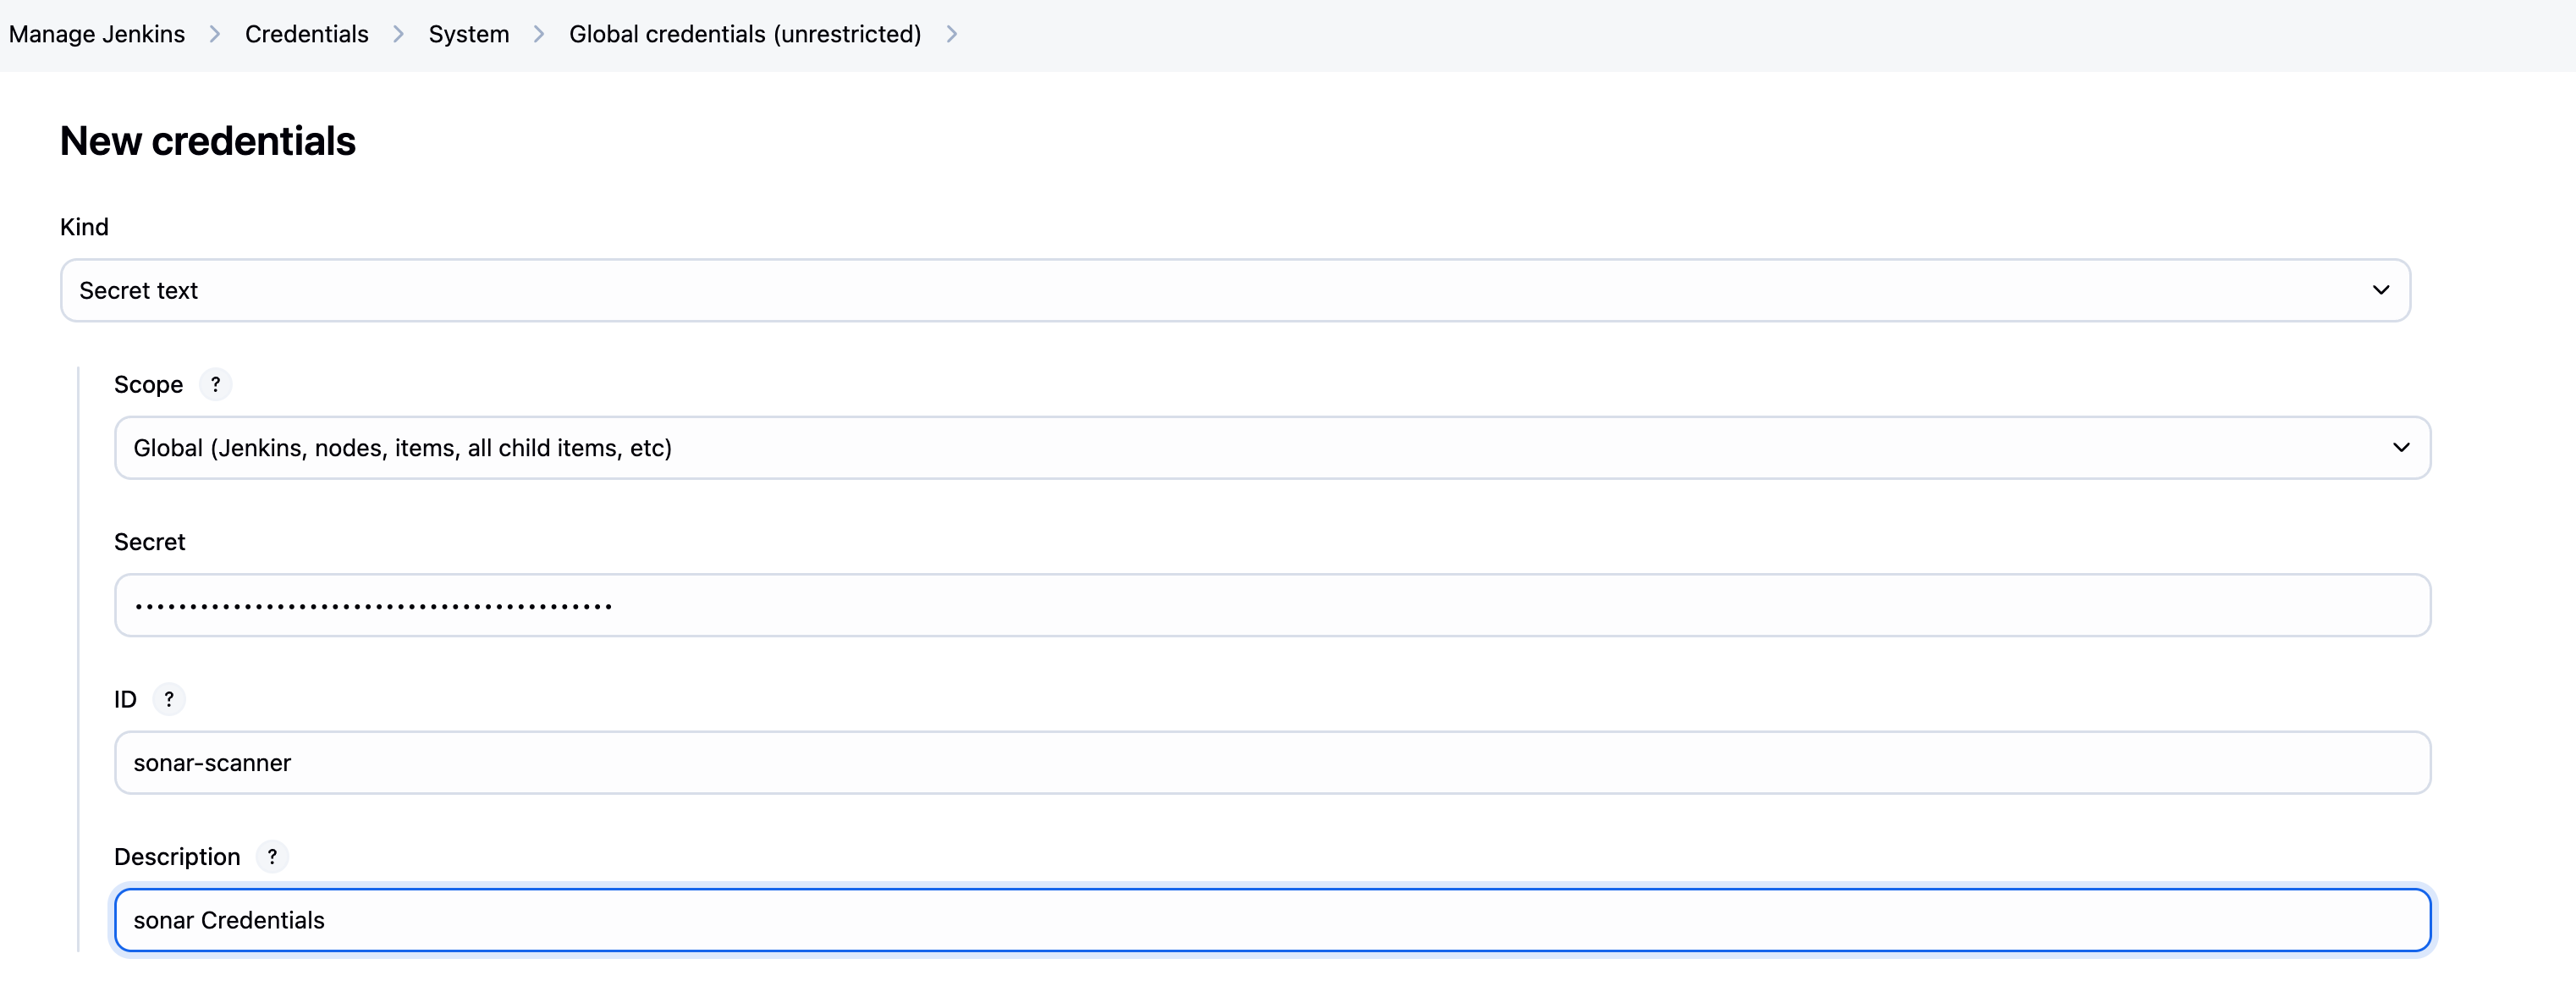 Manage Jenkins > Credentials > System > Global credentials (unrestricted) >
New credentials
Kind
Secret text
Scope ?
Global (Jenkins, nodes, items, all child items, etc)
Secret
••••••••••••••••••••••••••••••••••••••••••••
ID ?
sonar-scanner
Description ?
sonar Credentials